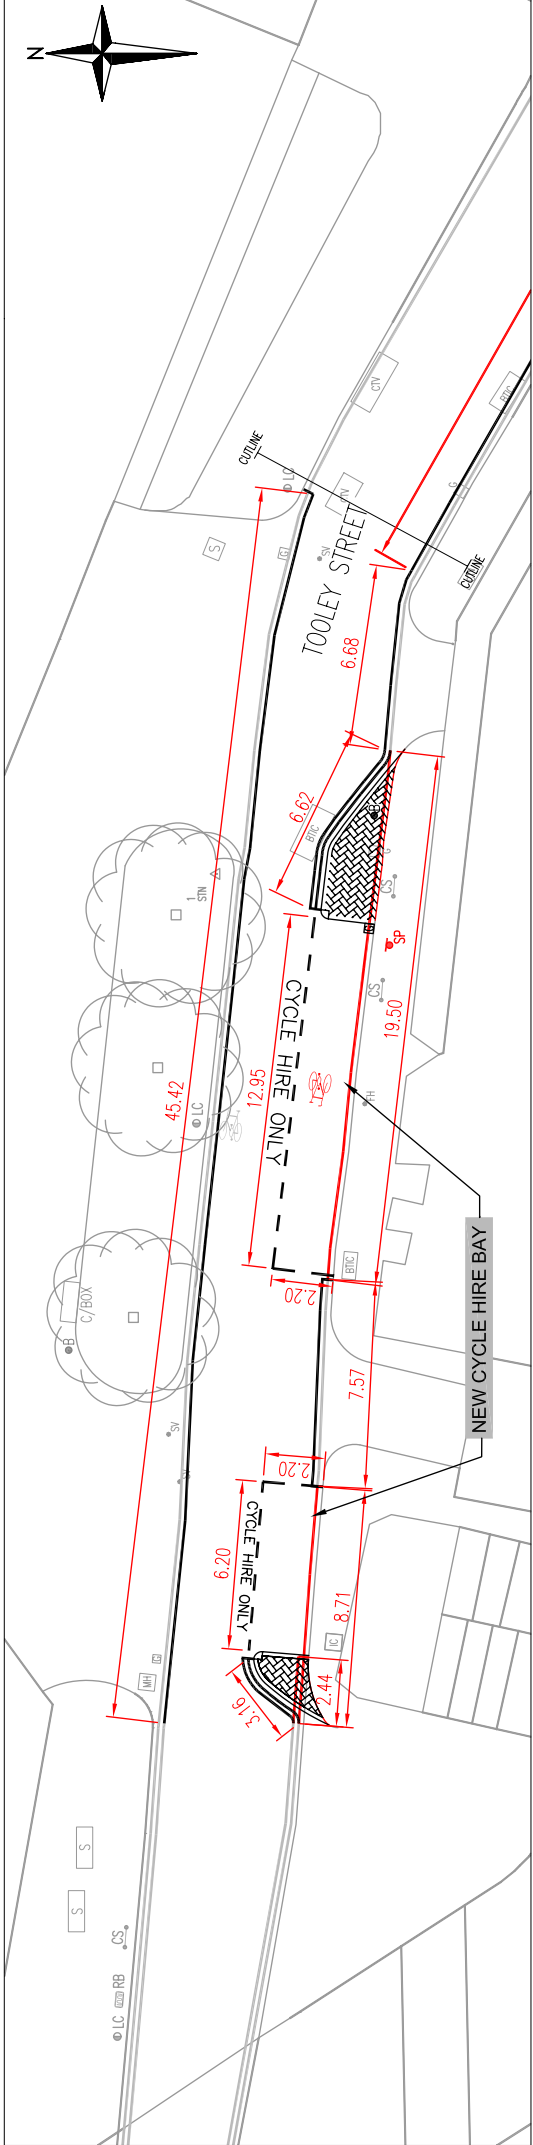 N
CTV
BTIC
CUTLINE
LC
CTV
S
G
SV
G
TOOLEY STREET
CUTLINE
6.68
6.62
BTIC
B
1
STN
G
CS
SP
CS
19.50
CYCLE HIRE ONLY
12.95
45.42
LC
FH
BTIC
2.20
C/BOX
B
NEW CYCLE HIRE BAY
7.57
SV
2.20
SV
CYCLE HIRE ONLY
6.20
8.71
IC
G
MH
2.44
3.16
S
S
CS
RB
LC